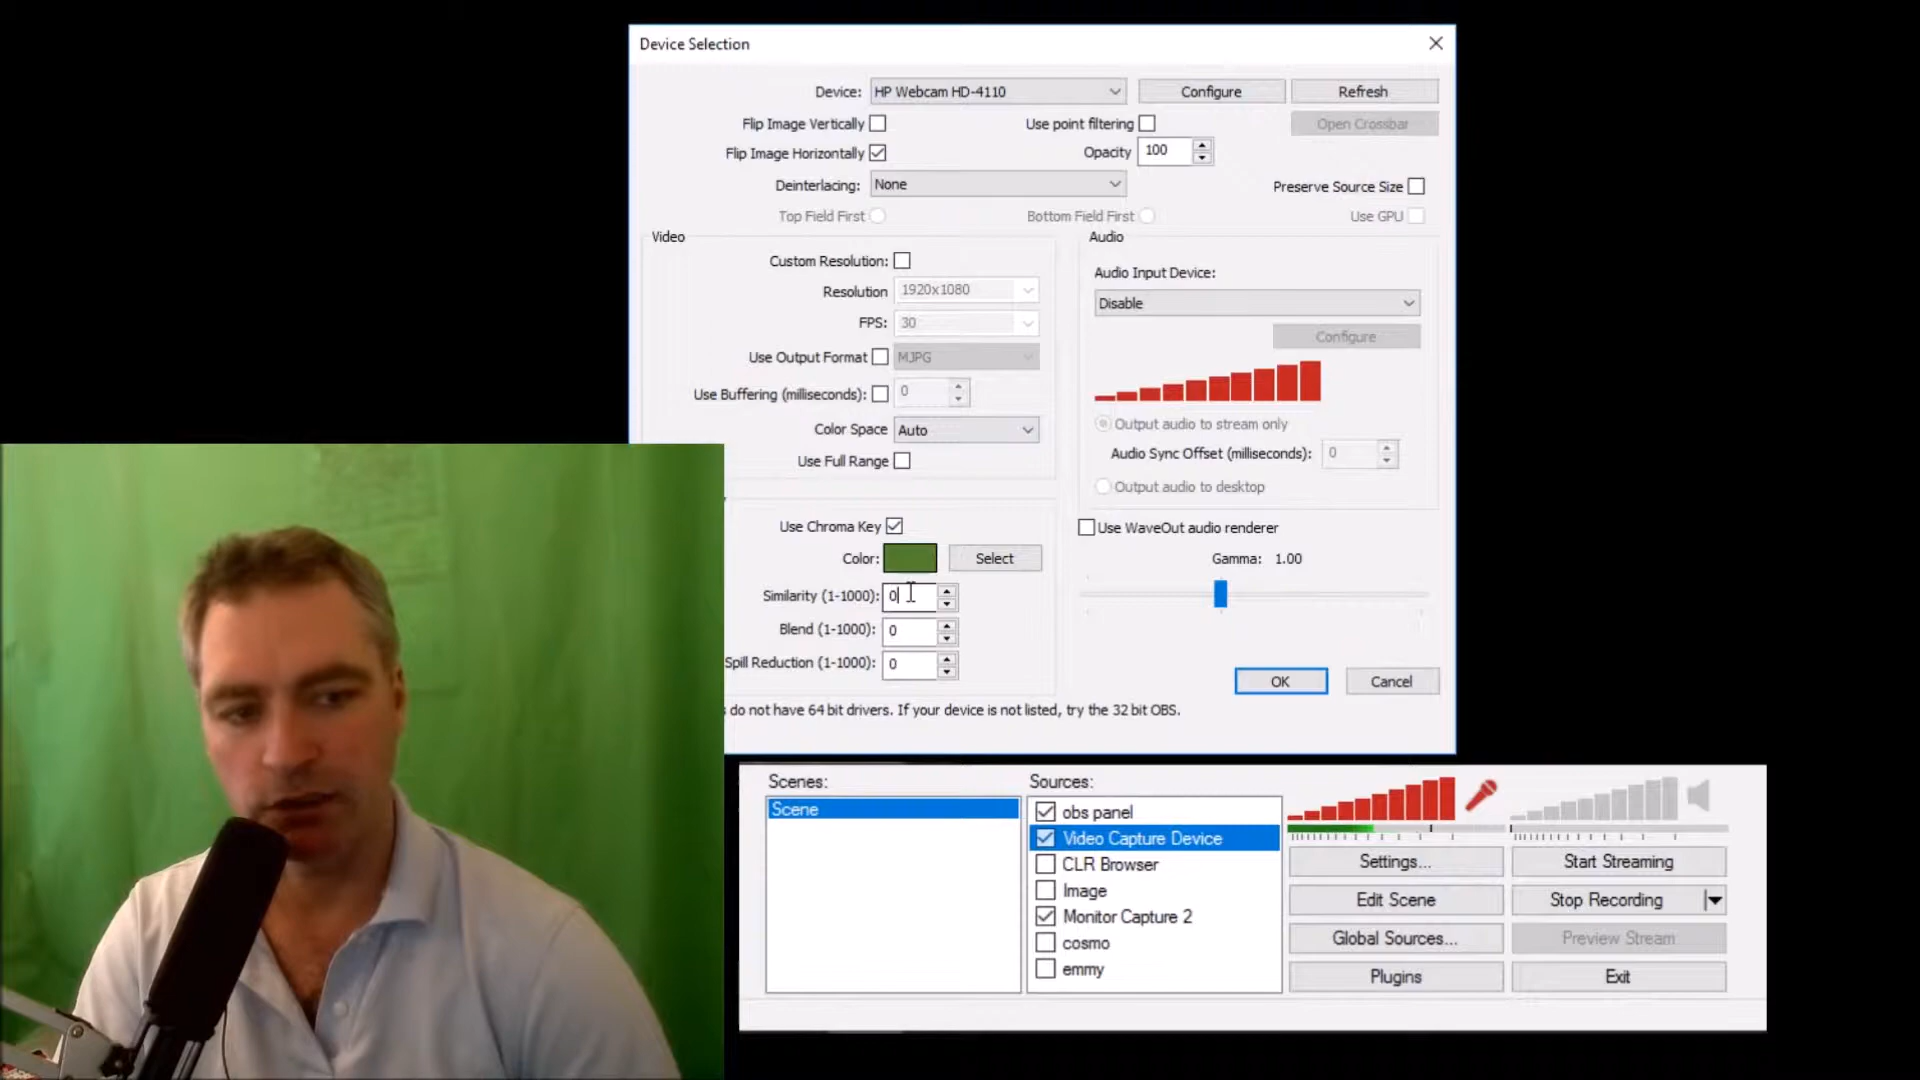 Device Selection
Device: HP Webcam HD-4110 Configure Refresh
Flip Image Vertically Use point filtering Open Crossbar
Flip Image Horizontally Opacity 100
Deinterlacing: None Preserve Source Size
Top Field First Bottom Field First Use GPU
Video Audio
Custom Resolution:
Audio Input Device:
Resolution 1920x1080
Disable
FPS: 30
Configure
Use Output Format MJPG
Use Buffering (milliseconds): 0
Output audio to stream only
Color Space Auto
Audio Sync Offset (milliseconds): 0
Use Full Range
Output audio to desktop
Use Chroma Key Use WaveOut audio renderer
Color: Select Gamma: 1.00
Similarity (1-1000): 0
Blend (1-1000): 0
Spill Reduction (1-1000): 0
OK Cancel
do not have 64 bit drivers. If your device is not listed, try the 32 bit OBS.
Scenes: Sources:
Scene
obs panel
Video Capture Device
CLR Browser
Image
Monitor Capture 2
cosmo
emmy
Settings... Start Streaming
Edit Scene Stop Recording
Global Sources... Preview Stream
Plugins Exit